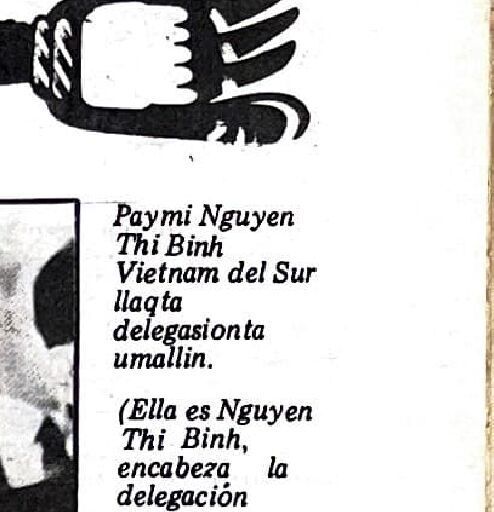 Paymi Nguyen
Thi Binh
Vietnam del Sur
llaqta
delegasionta
umallin.
(Ella es Nguyen
Thi Binh,
encabeza la
delegación